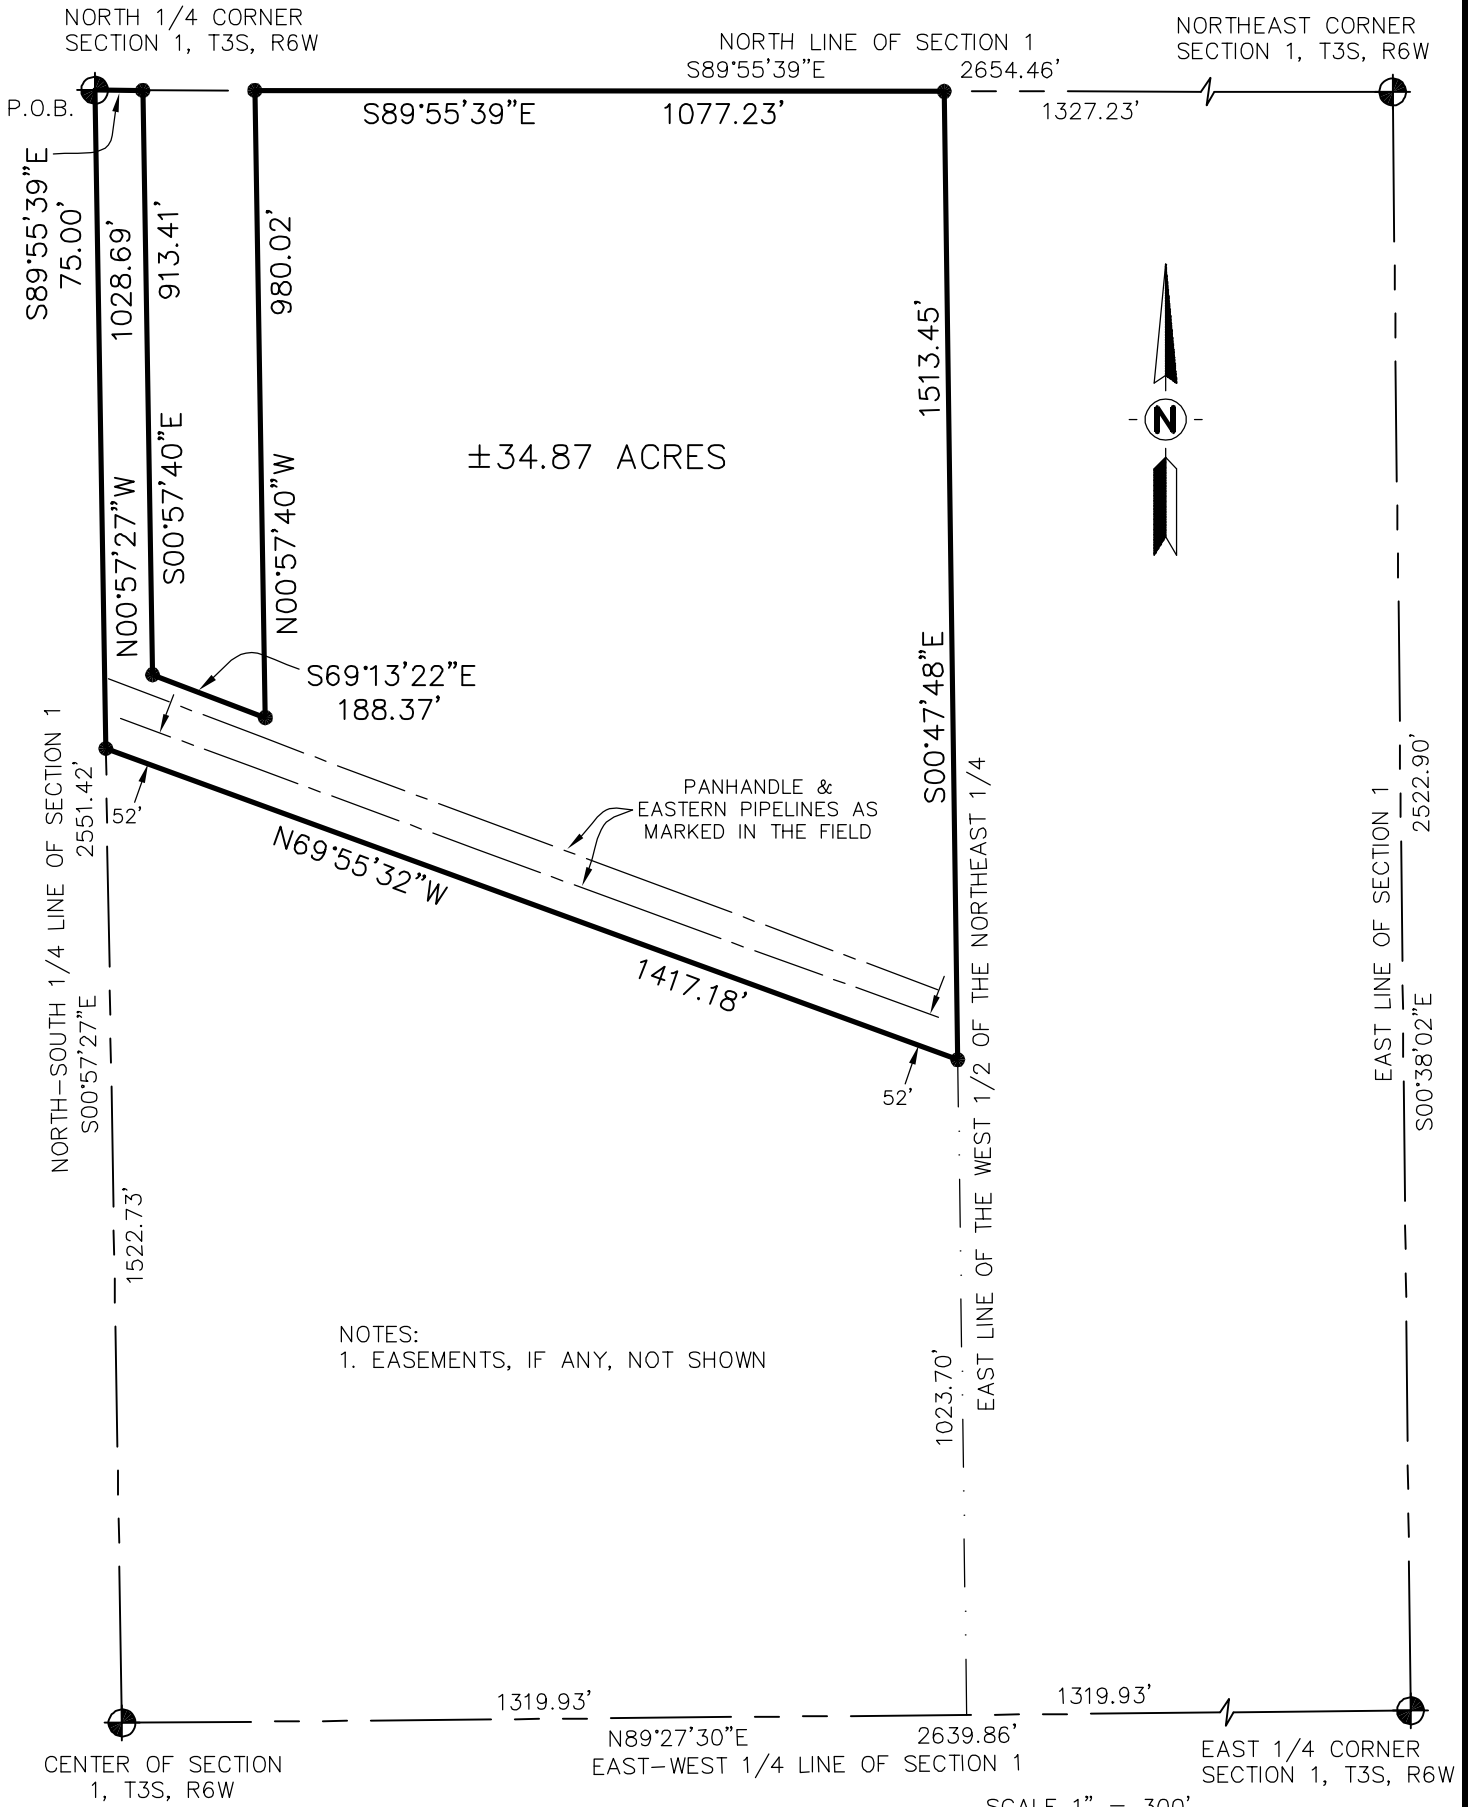 NORTH 1/4 CORNER
SECTION 1, T3S, R6W
NORTH LINE OF SECTION 1
S89°55'39"E 2654.46'
NORTHEAST CORNER
SECTION 1, T3S, R6W
P.O.B.
S89°55'39"E 1077.23'
1327.23'
S89°55'39"E
75.00'
1028.69'
N00°57'27"W
913.41'
S00°57'40"E
980.02'
N00°57'40"W
1513.45'
S00°47'48"E
±34.87 ACRES
N
S69°13'22"E
188.37'
PANHANDLE &
EASTERN PIPELINES AS
MARKED IN THE FIELD
52'
N69°55'32"W
1417.18'
52'
NORTH-SOUTH 1/4 LINE OF SECTION 1
S00°57'27"E 2551.42'
EAST LINE OF THE WEST 1/2 OF THE NORTHEAST 1/4
EAST LINE OF SECTION 1
S00°38'02"E 2522.90'
1522.73'
1023.70'
NOTES:
1. EASEMENTS, IF ANY, NOT SHOWN
1319.93'
1319.93'
N89°27'30"E 2639.86'
EAST-WEST 1/4 LINE OF SECTION 1
CENTER OF SECTION
1, T3S, R6W
EAST 1/4 CORNER
SECTION 1, T3S, R6W
SCALE 1" = 300'